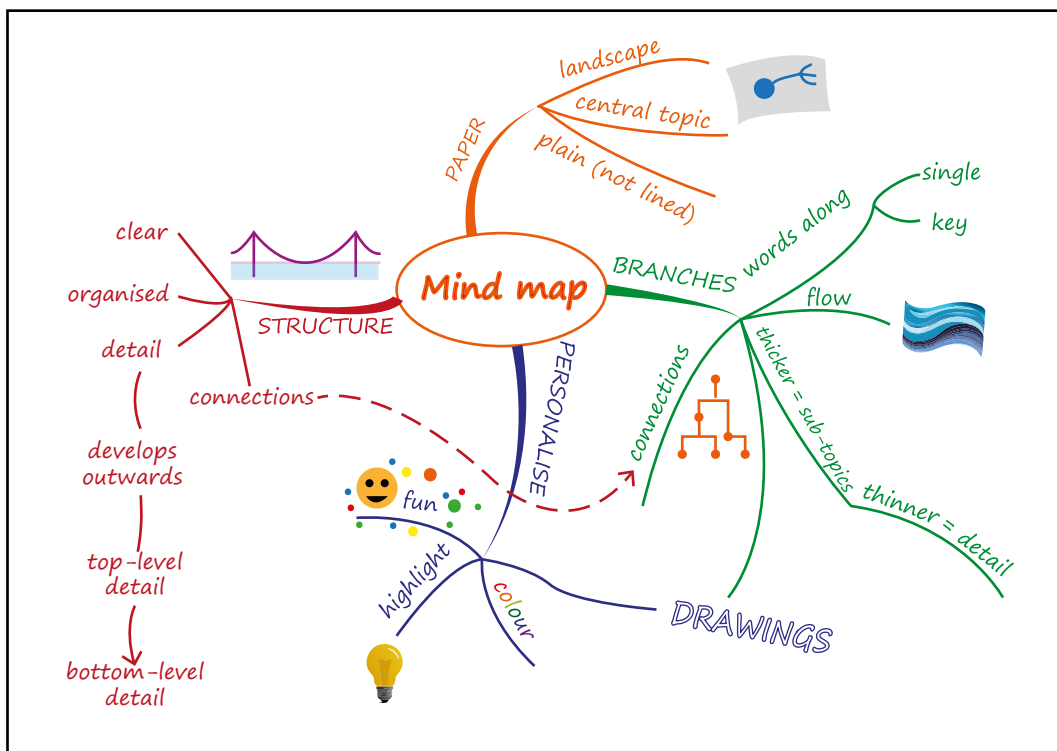 Mind map
PAPER
landscape
central topic
plain (not lined)
BRANCHES
words along
single
key
flow
thicker = sub-topics
thinner = detail
connections
PERSONALISE
fun
highlight
colour
DRAWINGS
STRUCTURE
clear
organised
detail
develops
outwards
top-level
detail
bottom-level
detail
connections